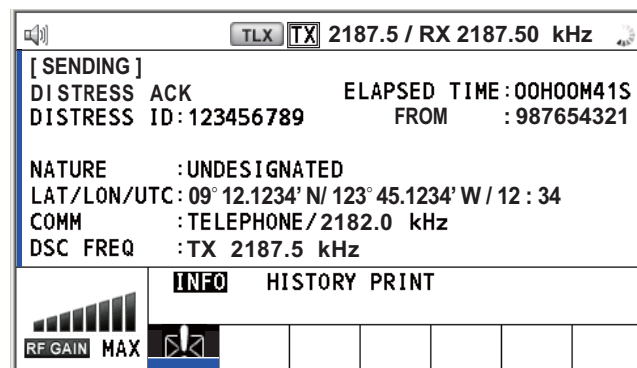 TLX TX 2187.5 / RX 2187.50 kHz
[ SENDING ]
DISTRESS ACK ELAPSED TIME:00H00M41S
DISTRESS ID:123456789 FROM :987654321
NATURE :UNDESIGNATED
LAT/LON/UTC: 09° 12.1234' N/ 123° 45.1234' W / 12 : 34
COMM :TELEPHONE/2182.0 kHz
DSC FREQ :TX 2187.5 kHz
INFO HISTORY PRINT
RF GAIN MAX